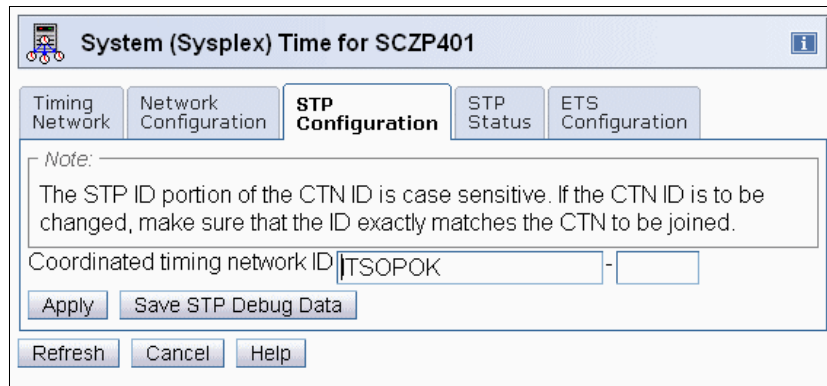 System (Sysplex) Time for SCZP401
i
Timing Network
Network Configuration
STP Configuration
STP Status
ETS Configuration
Note:
The STP ID portion of the CTN ID is case sensitive. If the CTN ID is to be
changed, make sure that the ID exactly matches the CTN to be joined.
Coordinated timing network ID ITSOPOK -
Apply Save STP Debug Data
Refresh Cancel Help